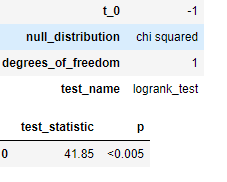 t_0 -1
null_distribution chi squared
degrees_of_freedom 1
test_name logrank_test
test_statistic p
0 41.85 <0.005